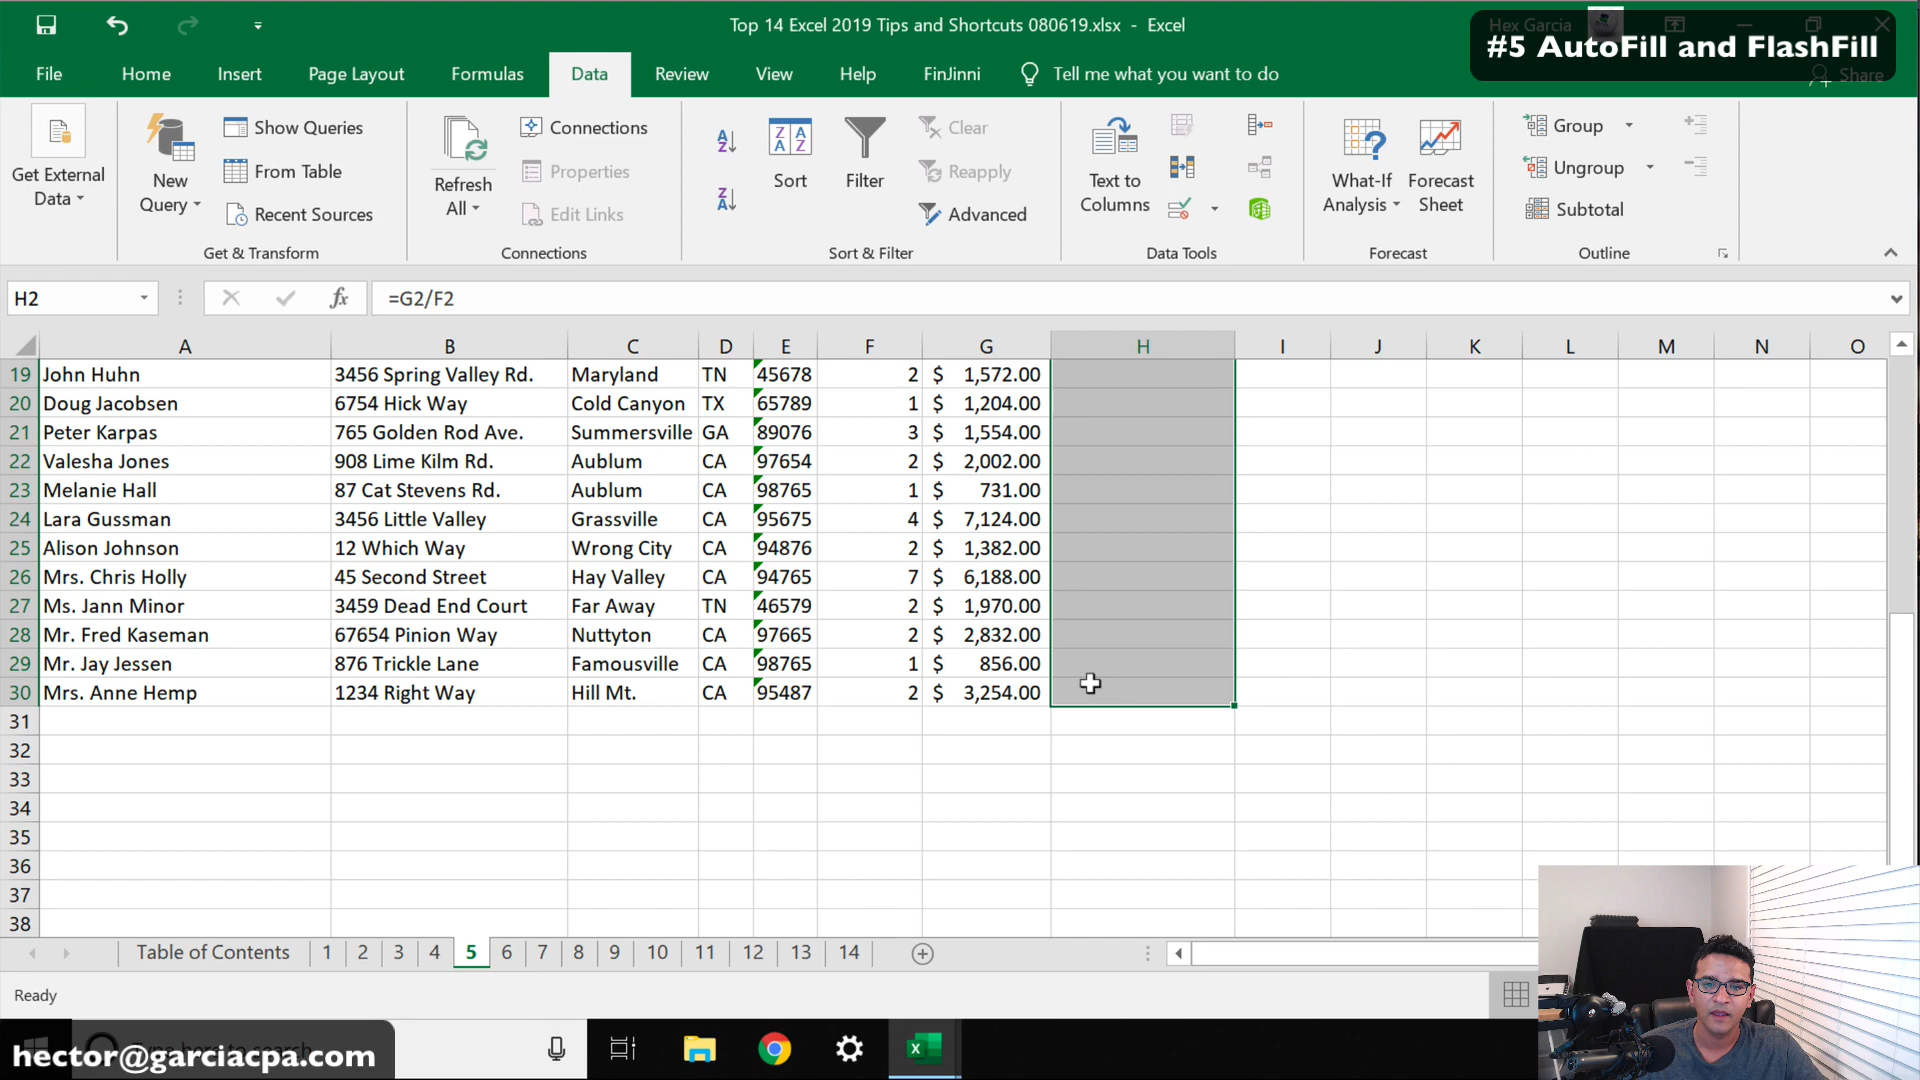 Top 14 Excel 2019 Tips and Shortcuts 080619.xlsx - Excel
Hex Garcia
#5 AutoFill and FlashFill
File Home Insert Page Layout Formulas Data Review View Help FinJinni Tell me what you want to do
Share
Get External Data
New Query
Show Queries
From Table
Recent Sources
Get & Transform
Refresh All
Connections
Properties
Edit Links
Connections
Sort
Filter
Clear
Reapply
Advanced
Sort & Filter
Text to Columns
Data Tools
What-If Analysis
Forecast Sheet
Forecast
Group
Ungroup
Subtotal
Outline
H2 fx =G2/F2
A B C D E F G H I J K L M N O
19 John Huhn 3456 Spring Valley Rd. Maryland TN 45678 2 $ 1,572.00
20 Doug Jacobsen 6754 Hick Way Cold Canyon TX 65789 1 $ 1,204.00
21 Peter Karpas 765 Golden Rod Ave. Summersville GA 89076 3 $ 1,554.00
22 Valesha Jones 908 Lime Kilm Rd. Aublum CA 97654 2 $ 2,002.00
23 Melanie Hall 87 Cat Stevens Rd. Aublum CA 98765 1 $ 731.00
24 Lara Gussman 3456 Little Valley Grassville CA 95675 4 $ 7,124.00
25 Alison Johnson 12 Which Way Wrong City CA 94876 2 $ 1,382.00
26 Mrs. Chris Holly 45 Second Street Hay Valley CA 94765 7 $ 6,188.00
27 Ms. Jann Minor 3459 Dead End Court Far Away TN 46579 2 $ 1,970.00
28 Mr. Fred Kaseman 67654 Pinion Way Nuttyton CA 97665 2 $ 2,832.00
29 Mr. Jay Jessen 876 Trickle Lane Famousville CA 98765 1 $ 856.00
30 Mrs. Anne Hemp 1234 Right Way Hill Mt. CA 95487 2 $ 3,254.00
31
32
33
34
35
36
37
38
Table of Contents 1 2 3 4 5 6 7 8 9 10 11 12 13 14
Ready
hector@garciacpa.com